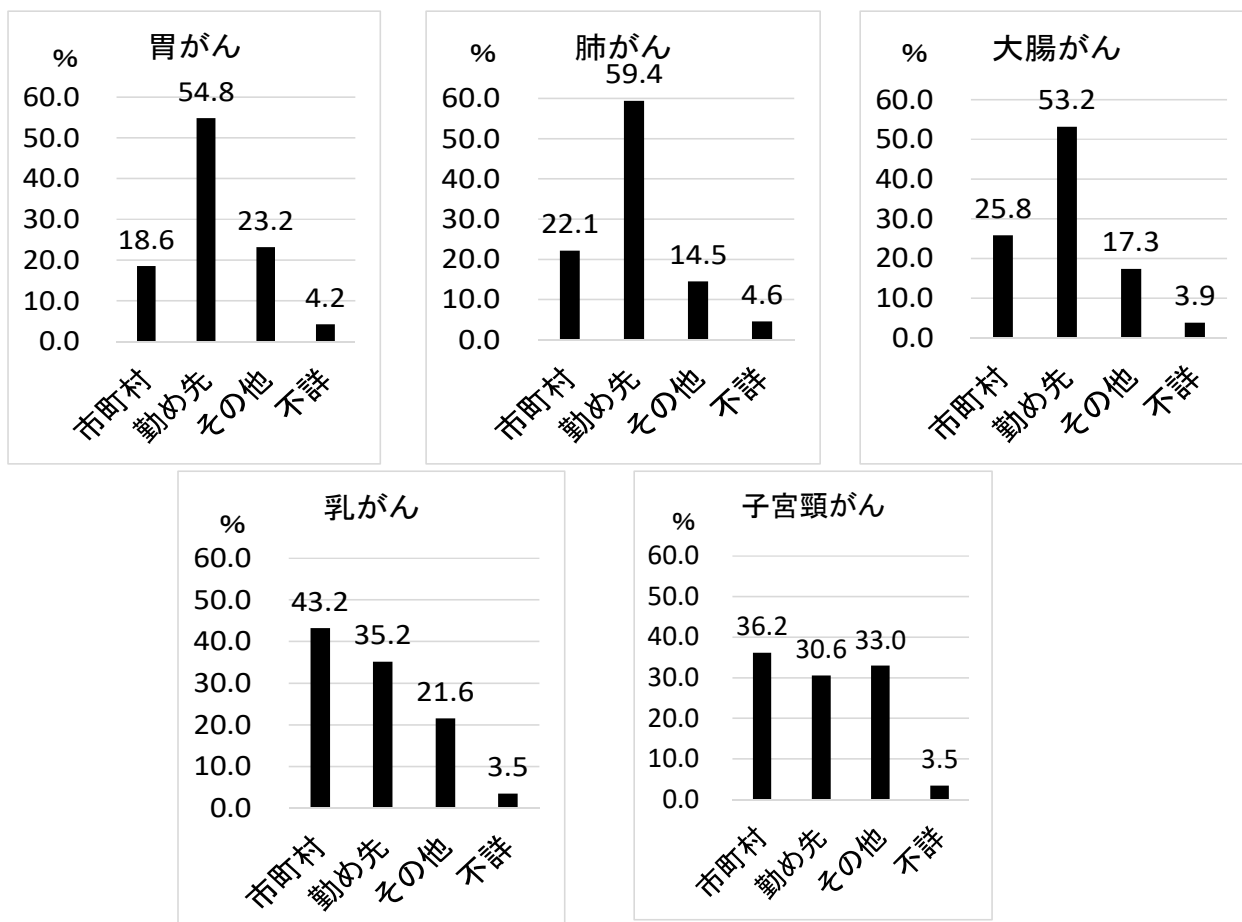 胃がん
%
60.0
50.0
40.0
30.0
20.0
10.0
0.0
18.6
54.8
23.2
4.2
市町村
勤め先
その他
不詳
肺がん
%
60.0
50.0
40.0
30.0
20.0
10.0
0.0
22.1
59.4
14.5
4.6
市町村
勤め先
その他
不詳
大腸がん
%
60.0
50.0
40.0
30.0
20.0
10.0
0.0
25.8
53.2
17.3
3.9
市町村
勤め先
その他
不詳
乳がん
%
60.0
50.0
40.0
30.0
20.0
10.0
0.0
43.2
35.2
21.6
3.5
市町村
勤め先
その他
不詳
子宮頸がん
%
60.0
50.0
40.0
30.0
20.0
10.0
0.0
36.2
30.6
33.0
3.5
市町村
勤め先
その他
不詳